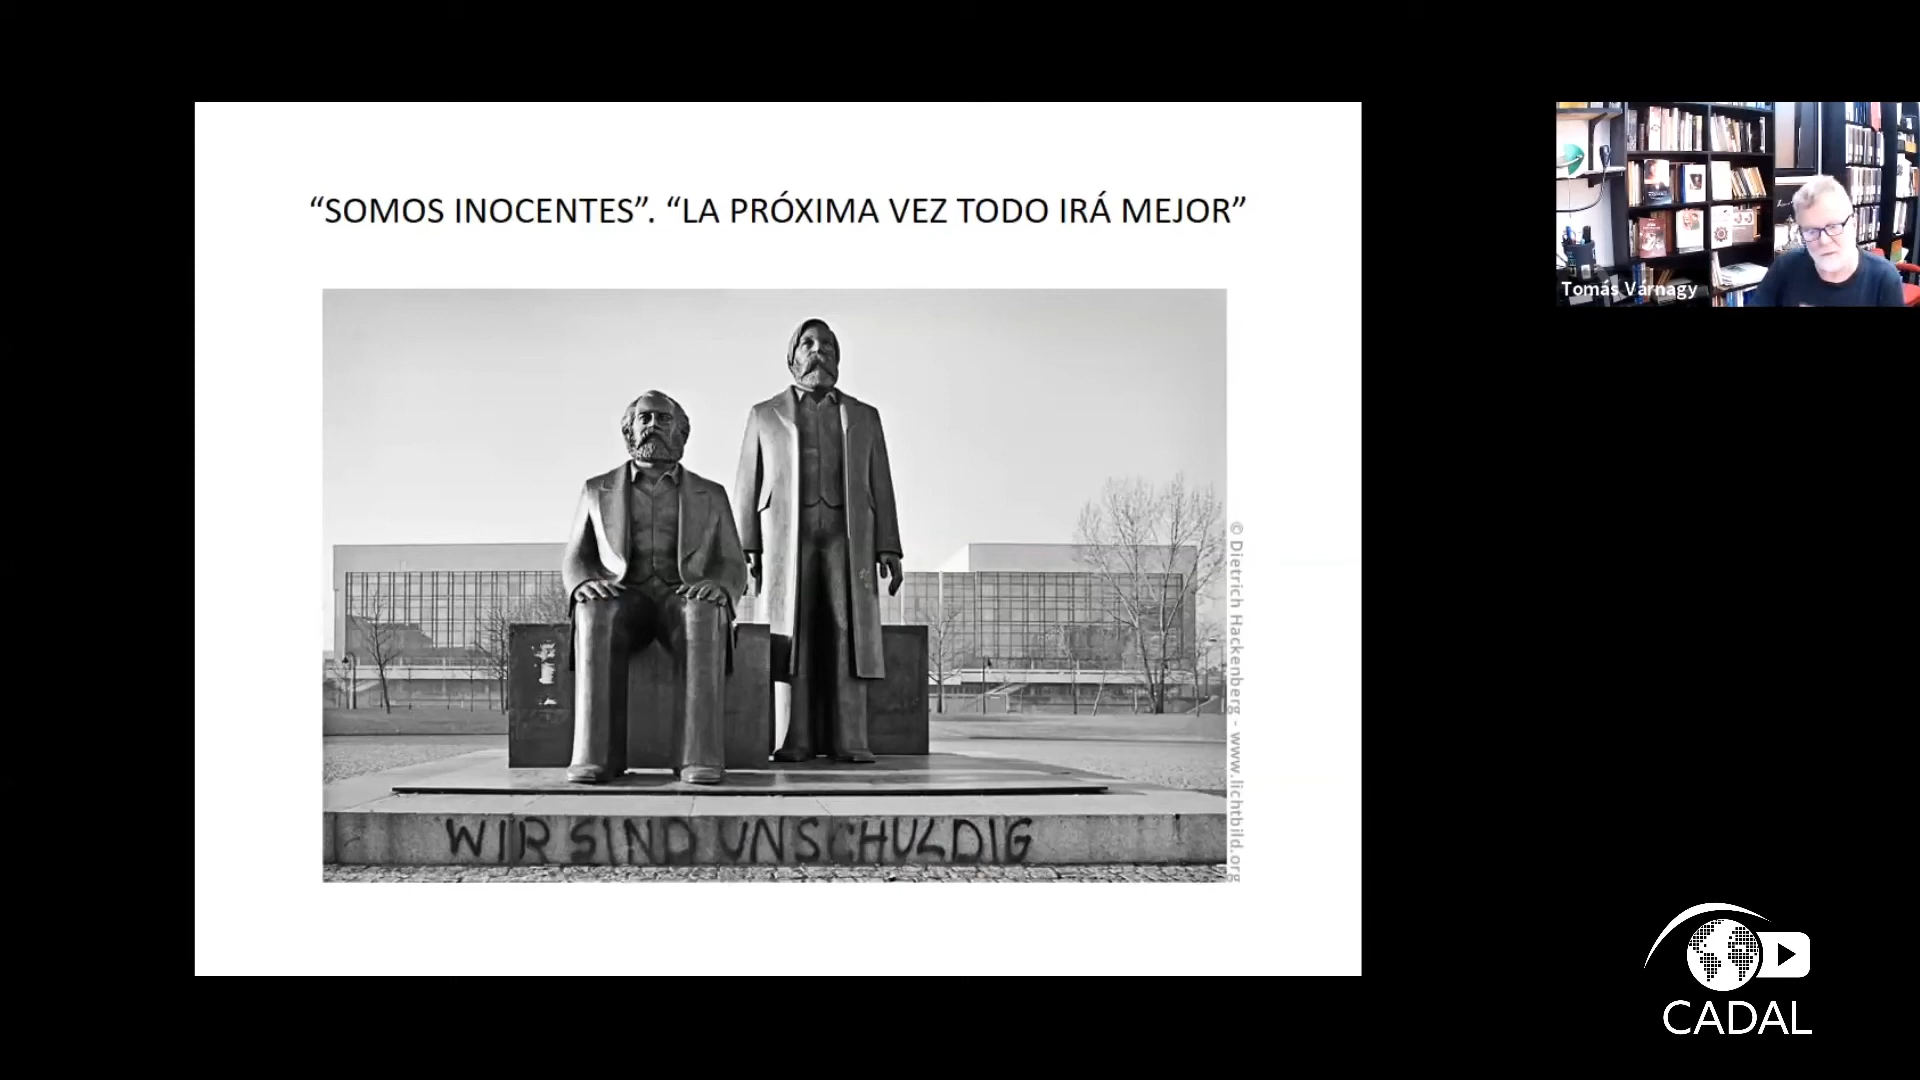 “SOMOS INOCENTES”. “LA PRÓXIMA VEZ TODO IRÁ MEJOR”
WIR SIND UNSCHULDIG
© Dietrich Hackenberg - www.lichtbild.org
Tomás Várnagy
CADAL